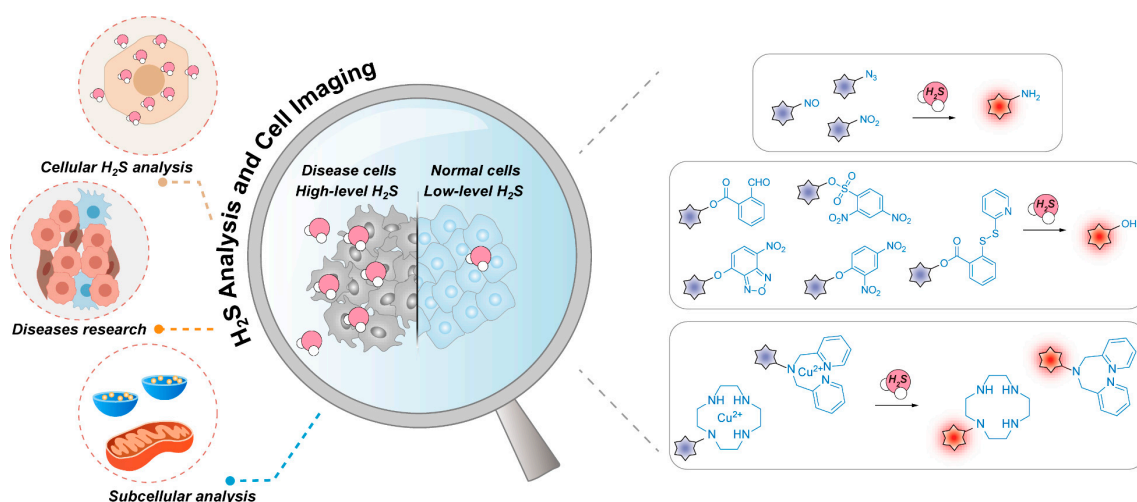 Cellular H₂S analysis
Diseases research
Subcellular analysis
H₂S Analysis and Cell Imaging
Disease cells
High-level H₂S
Normal cells
Low-level H₂S
N₃
NO
NO₂
H₂S
NH₂
O
O
CHO
O
O
S
O
O₂N
NO₂
NO₂
O
N
O
N
NO₂
O
NO₂
N
S
S
O
O
H₂S
OH
N
Cu²⁺
N
N
NH
HN
Cu²⁺
N
HN
H₂S
NH
HN
N
HN
N
N
N